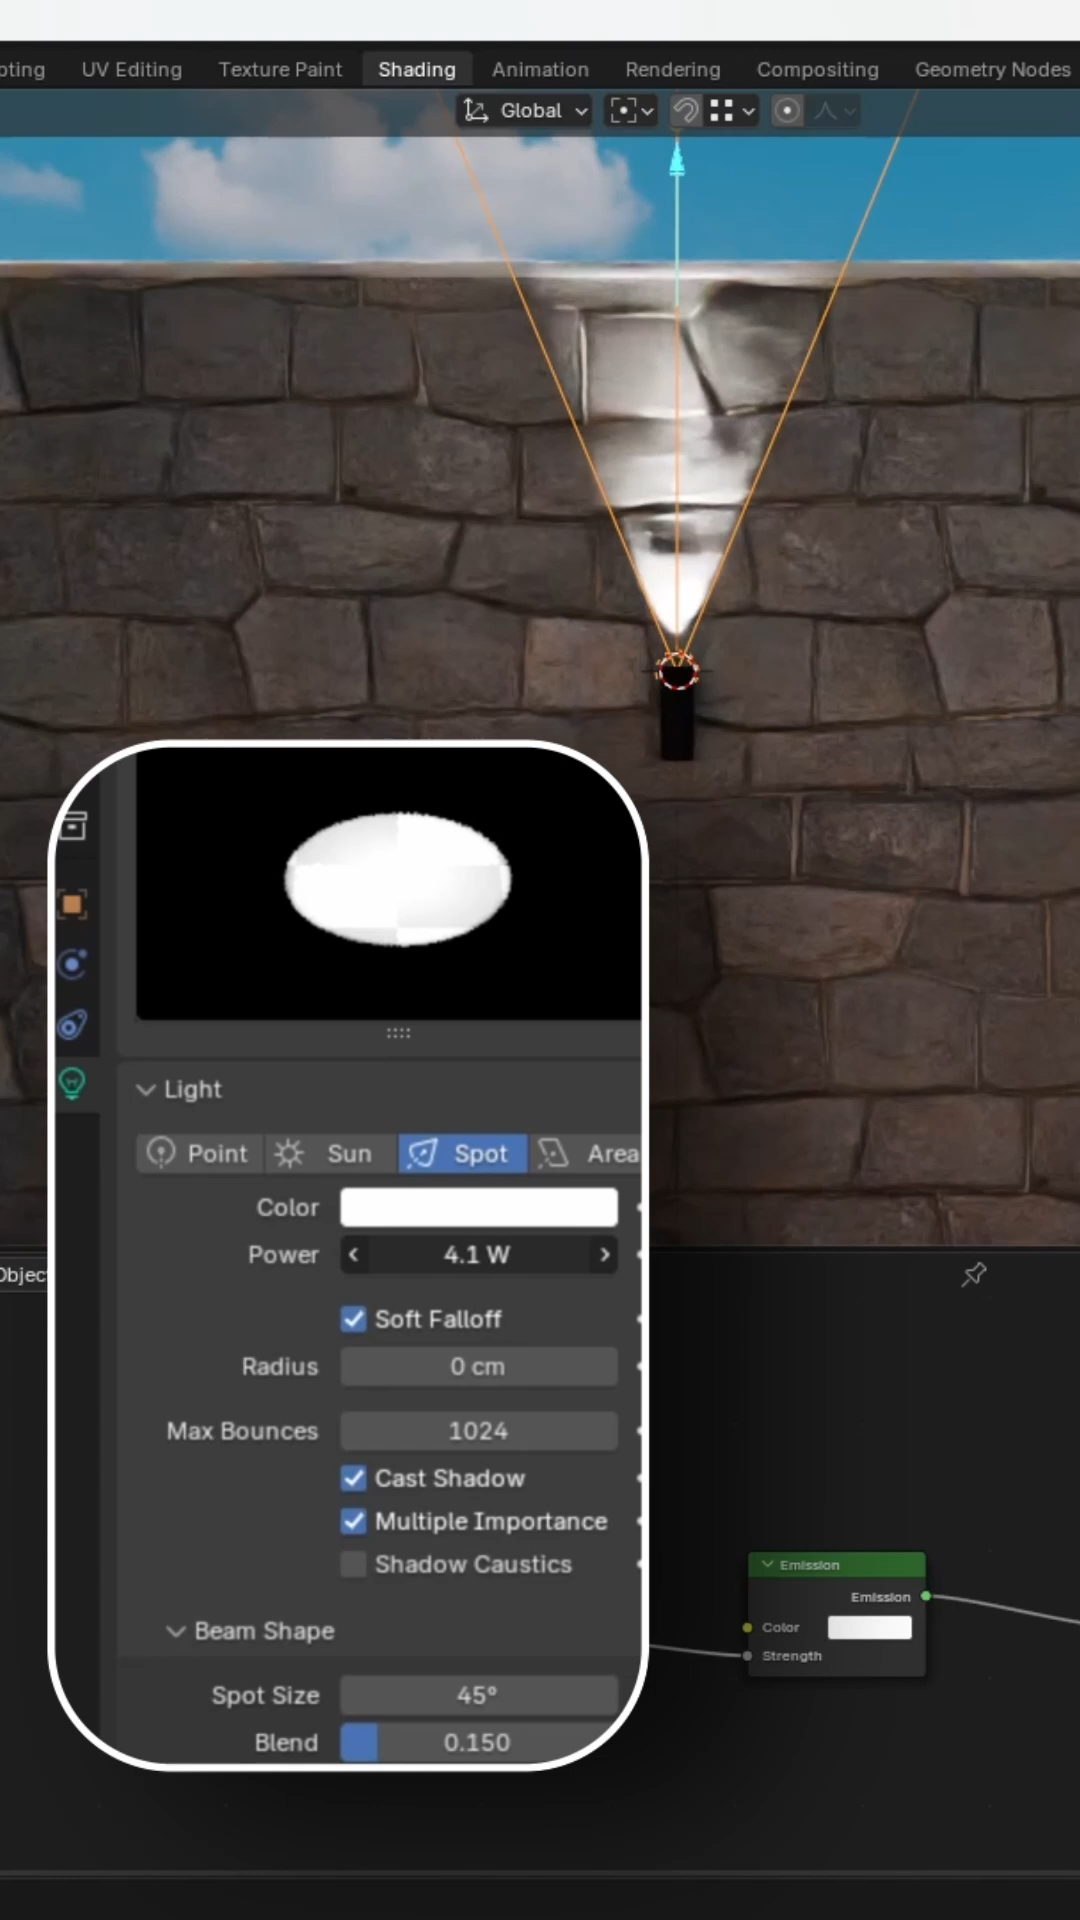 pting UV Editing Texture Paint Shading Animation Rendering Compositing Geometry Nodes
Global
Light
Point Sun Spot Area
Color
Power 4.1 W
Soft Falloff
Radius 0 cm
Max Bounces 1024
Cast Shadow
Multiple Importance
Shadow Caustics
Beam Shape
Spot Size 45°
Blend 0.150
Objec
Emission
Emission
Color
Strength